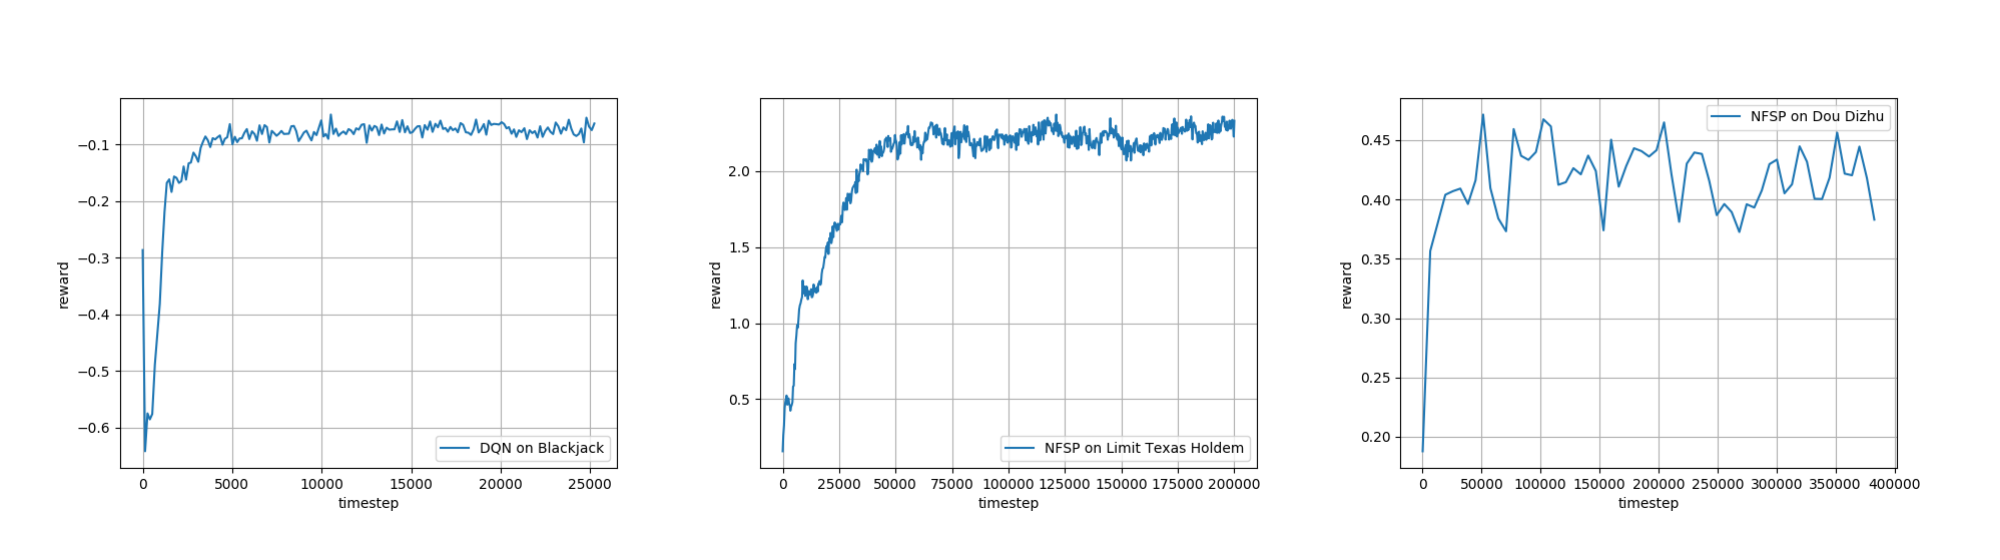 −0.1
−0.2
−0.3
−0.4
−0.5
−0.6
reward
DQN on Blackjack
0 5000 10000 15000 20000 25000
timestep
2.0
1.5
1.0
0.5
reward
NFSP on Limit Texas Holdem
0 25000 50000 75000 100000 125000 150000 175000 200000
timestep
NFSP on Dou Dizhu
0.45
0.40
0.35
0.30
0.25
0.20
reward
0 50000 100000 150000 200000 250000 300000 350000 400000
timestep